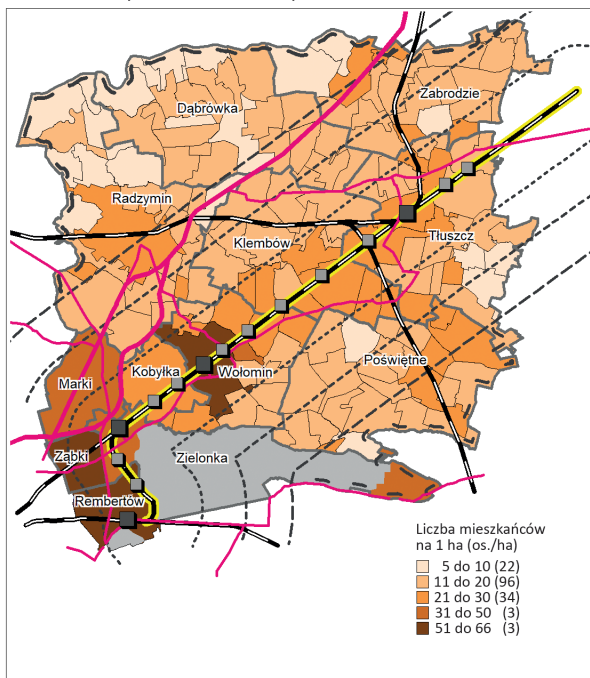 Zabrodzie
Dąbrówka
Radzymin
Klembów
Tłuszcz
Poświętne
Kobyłka
Wołomin
Marki
Ząbki
Zielonka
Rembertów
Liczba mieszkańców
na 1 ha (os./ha)
5 do 10 (22)
11 do 20 (96)
21 do 30 (34)
31 do 50 (3)
51 do 66 (3)